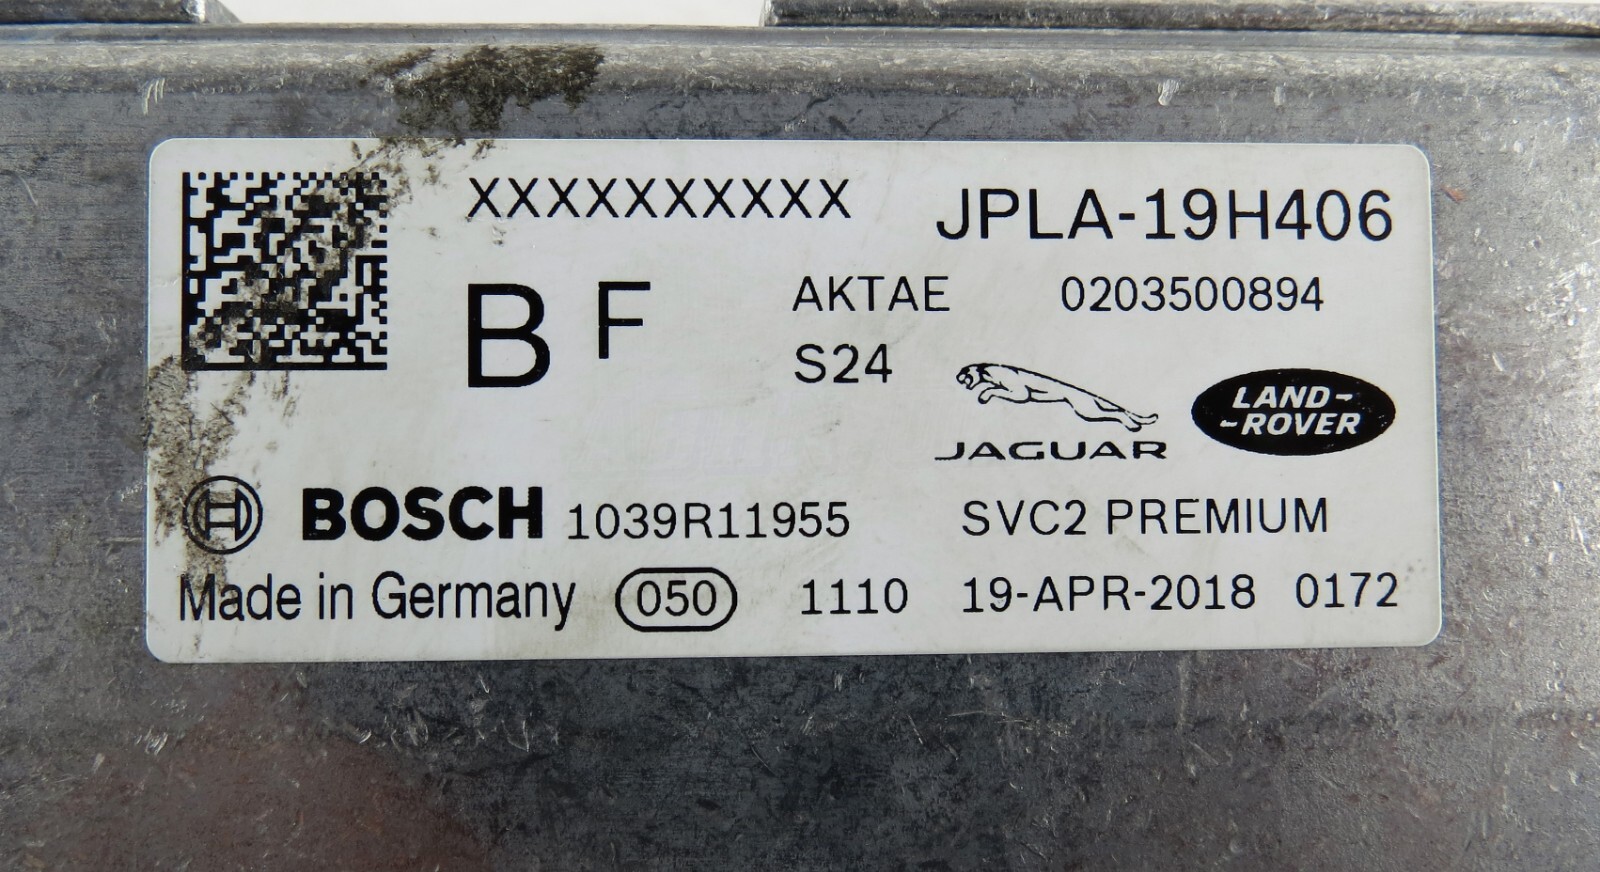 XXXXXXXXXX JPLA-19H406
B F AKTAE 0203500894
S24
JAGUAR
LAND-
-ROVER
BOSCH 1039R11955 SVC2 PREMIUM
Made in Germany 050 1110 19-APR-2018 0172